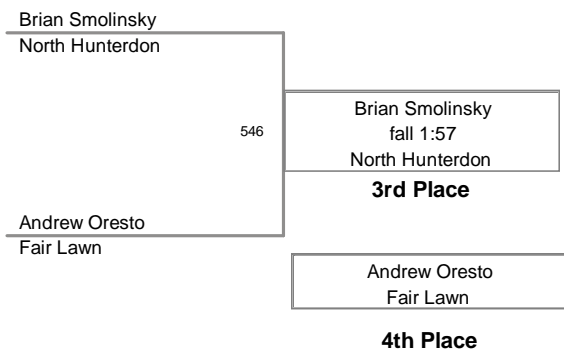 Brian Smolinsky
North Hunterdon
546
Brian Smolinsky
fall 1:57
North Hunterdon
3rd Place
Andrew Oresto
Fair Lawn
Andrew Oresto
Fair Lawn
4th Place